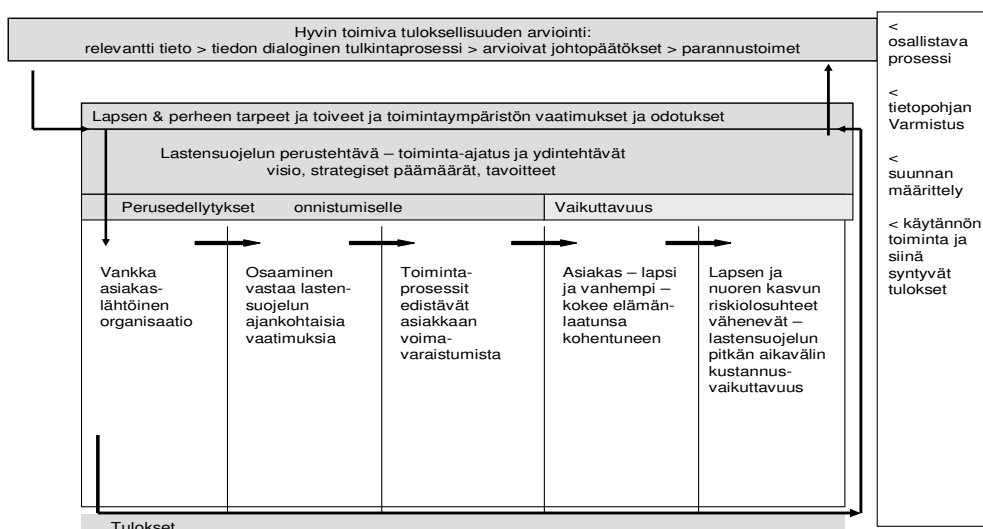 Hyvin toimiva tuloksellisuuden arviointi:
relevantti tieto > tiedon dialoginen tulkintaprosessi > arvioivat johtopäätökset > parannustoimet
Lapsen & perheen tarpeet ja toiveet ja toimintaympäristön vaatimukset ja odotukset
Lastensuojelun perustehtävä – toiminta-ajatus ja ydintehtävät
visio, strategiset päämäärät, tavoitteet
Perusedellytykset onnistumiselle
Vaikuttavuus
Vankka
asiakas-
lähtöinen
organisaatio
Osaaminen
vastaa lasten-
suojelun
ajankohtaisia
vaatimuksia
Toiminta-
prosessit
edistävät
asiakkaan
voima-
varaistumista
Asiakas – lapsi
ja vanhempi –
kokee elämän-
laatunsa
kohentuneen
Lapsen ja
nuoren kasvun
riskiolosuhteet
vähenevät –
lastensuojelun
pitkän aikavälin
kustannus-
vaikuttavuus
Tulokset
<
osallistava
prosessi
<
tietopohjan
Varmistus
<
suunnan
määrittely
< käytännön
toiminta ja
siinä
syntyvät
tulokset